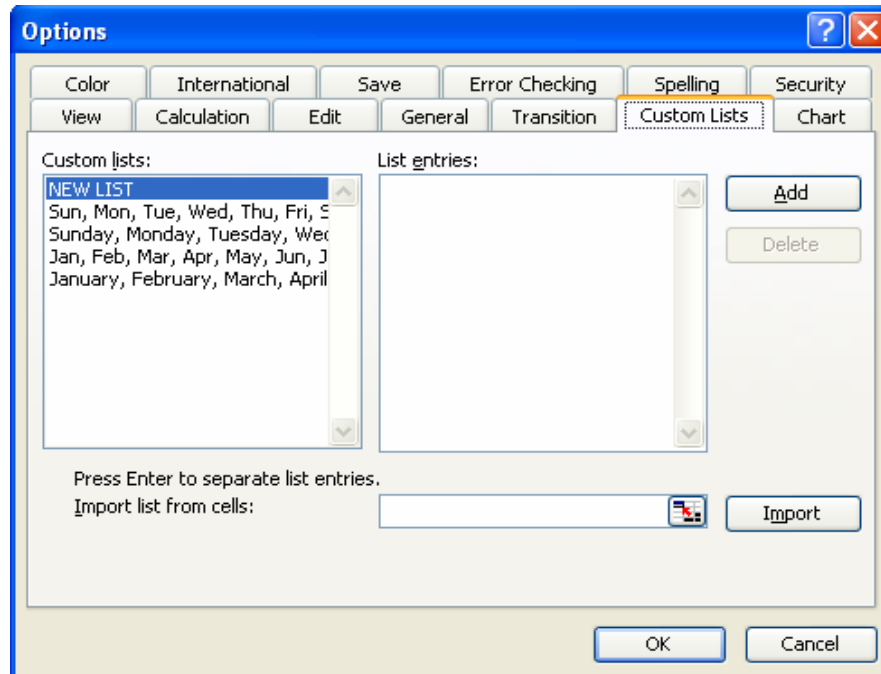 Options
Color International Save Error Checking Spelling Security
View Calculation Edit General Transition Custom Lists Chart
Custom lists: List entries:
NEW LIST
Sun, Mon, Tue, Wed, Thu, Fri, S
Sunday, Monday, Tuesday, Wed
Jan, Feb, Mar, Apr, May, Jun, J
January, February, March, April
Add
Delete
Press Enter to separate list entries.
Import list from cells:
Import
OK Cancel